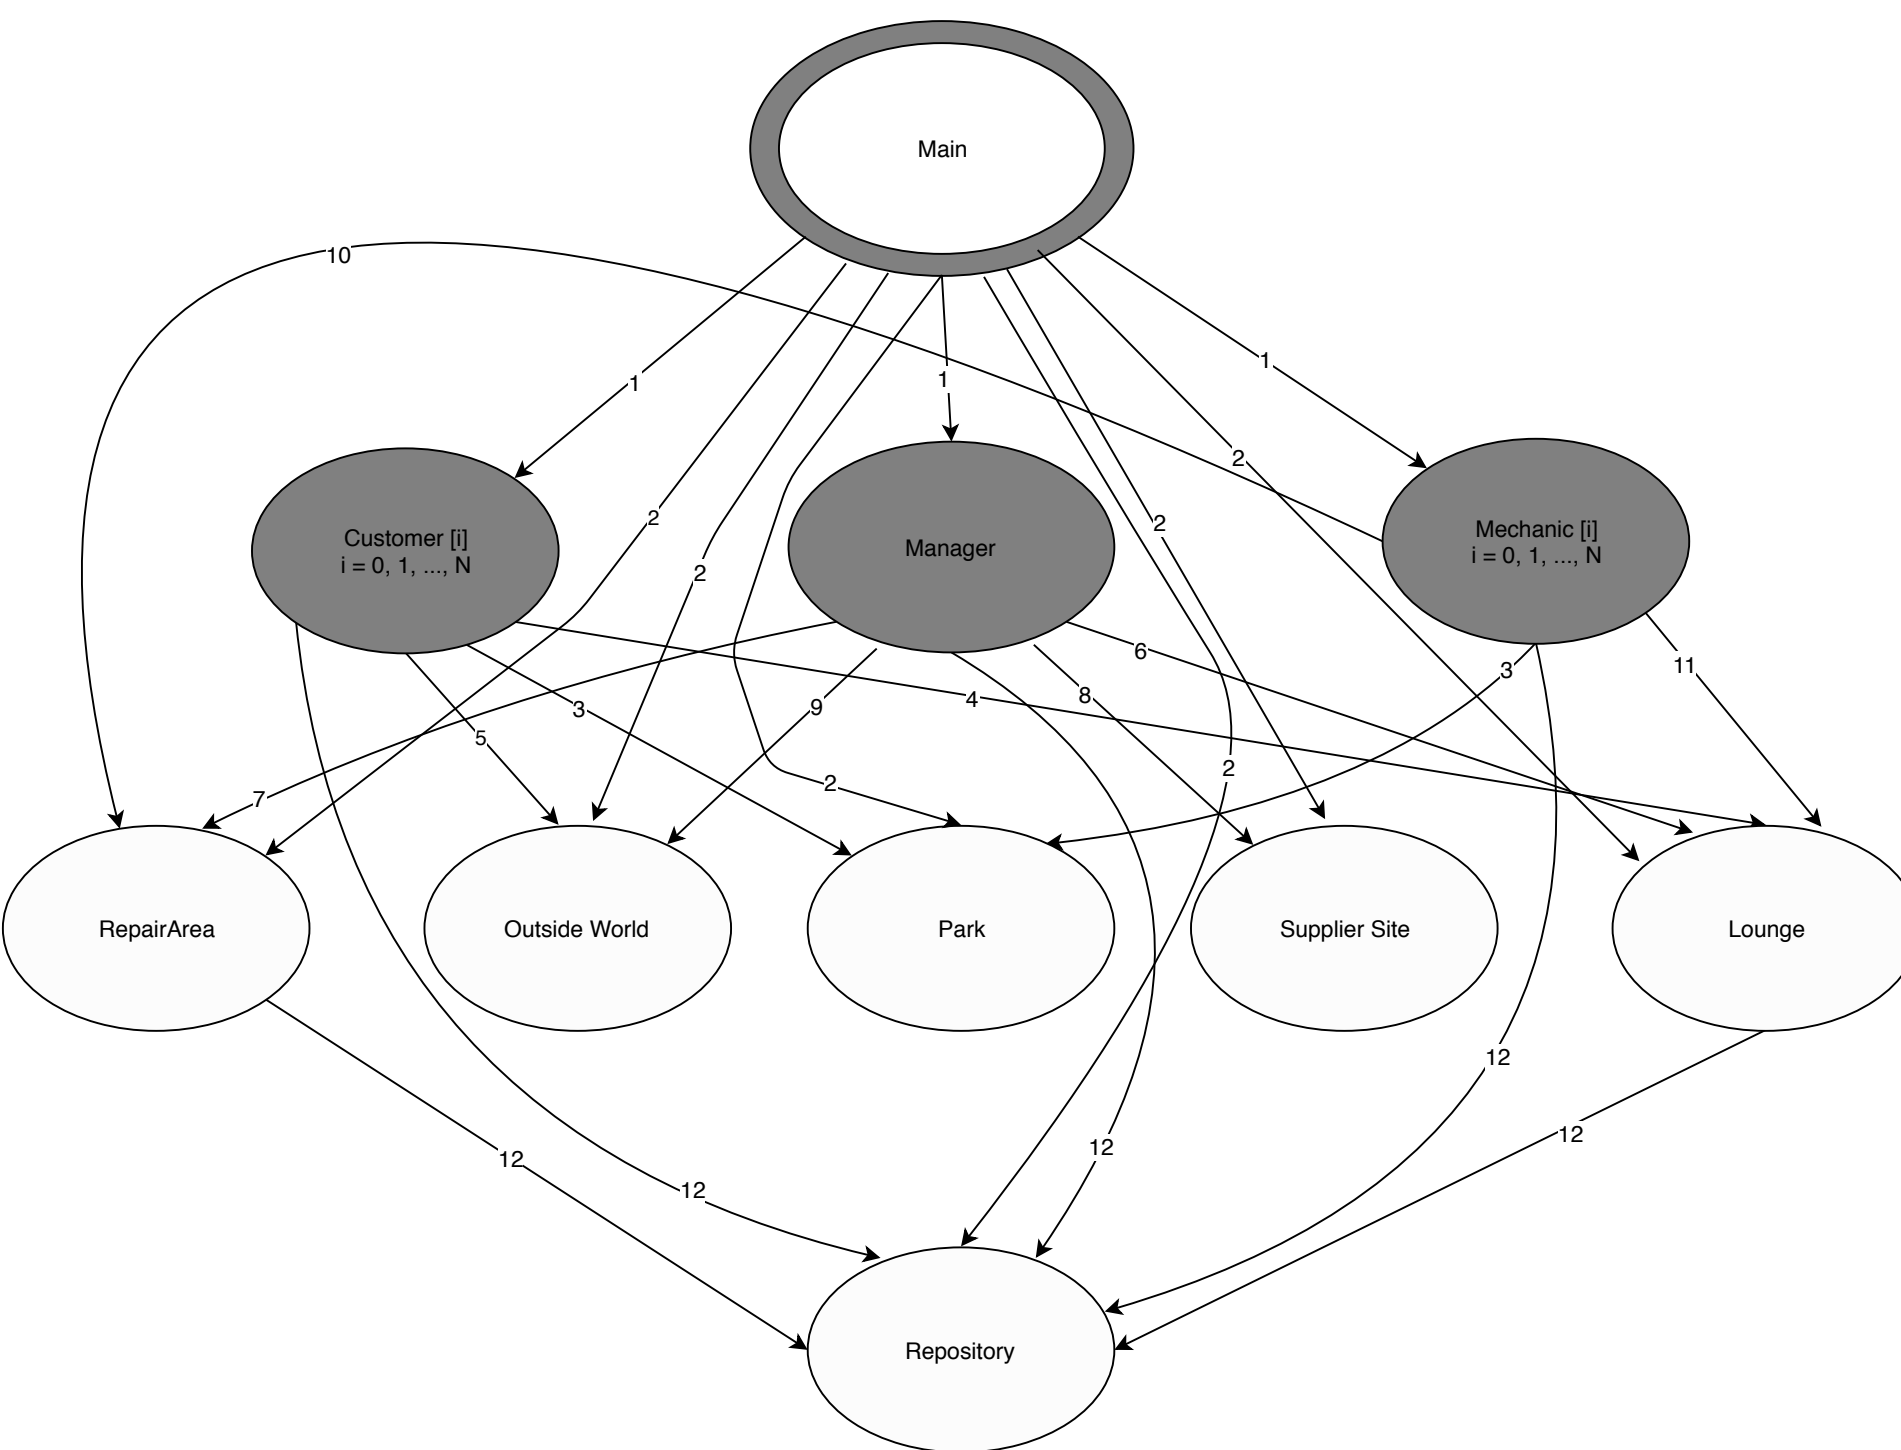 Main
10
1
1
1
2
2
2
2
Customer [i]
i = 0, 1, ..., N
Manager
Mechanic [i]
i = 0, 1, ..., N
2
6
11
3
8
4
9
3
5
2
2
7
RepairArea
Outside World
Park
Supplier Site
Lounge
12
12
12
12
12
Repository